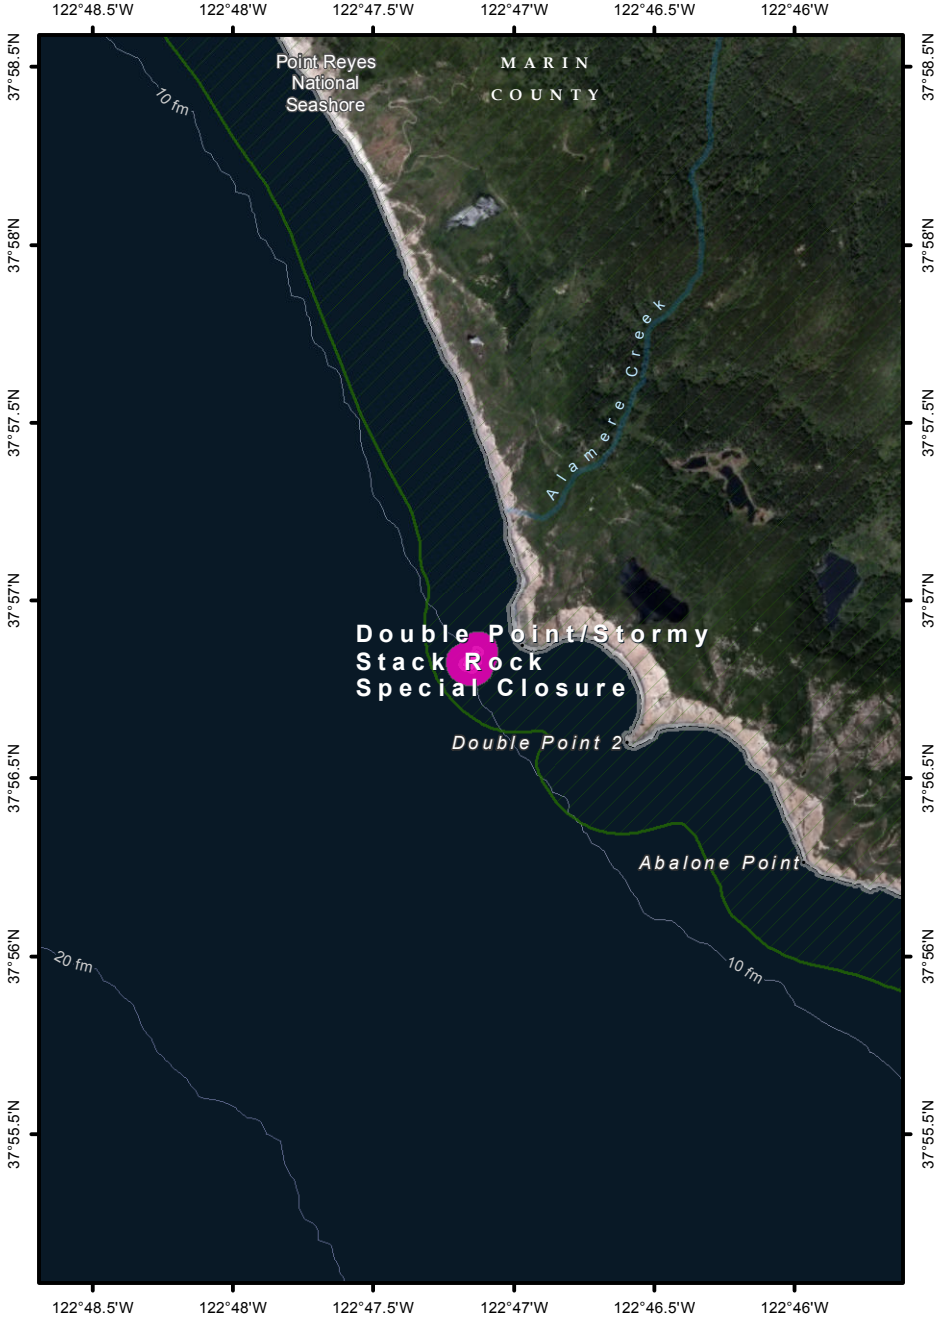 122°48.5'W 122°48'W 122°47.5'W 122°47'W 122°46.5'W 122°46'W
37°58.5'N 37°58.5'N
Point Reyes
National
Seashore
MARIN
COUNTY
10 fm
37°58'N 37°58'N
Alamere Creek
37°57.5'N 37°57.5'N
37°57'N 37°57'N
Double Point/Stormy
Stack Rock
Special Closure
Double Point 2
37°56.5'N 37°56.5'N
Abalone Point
37°56'N 37°56'N
20 fm
10 fm
37°55.5'N 37°55.5'N
122°48.5'W 122°48'W 122°47.5'W 122°47'W 122°46.5'W 122°46'W